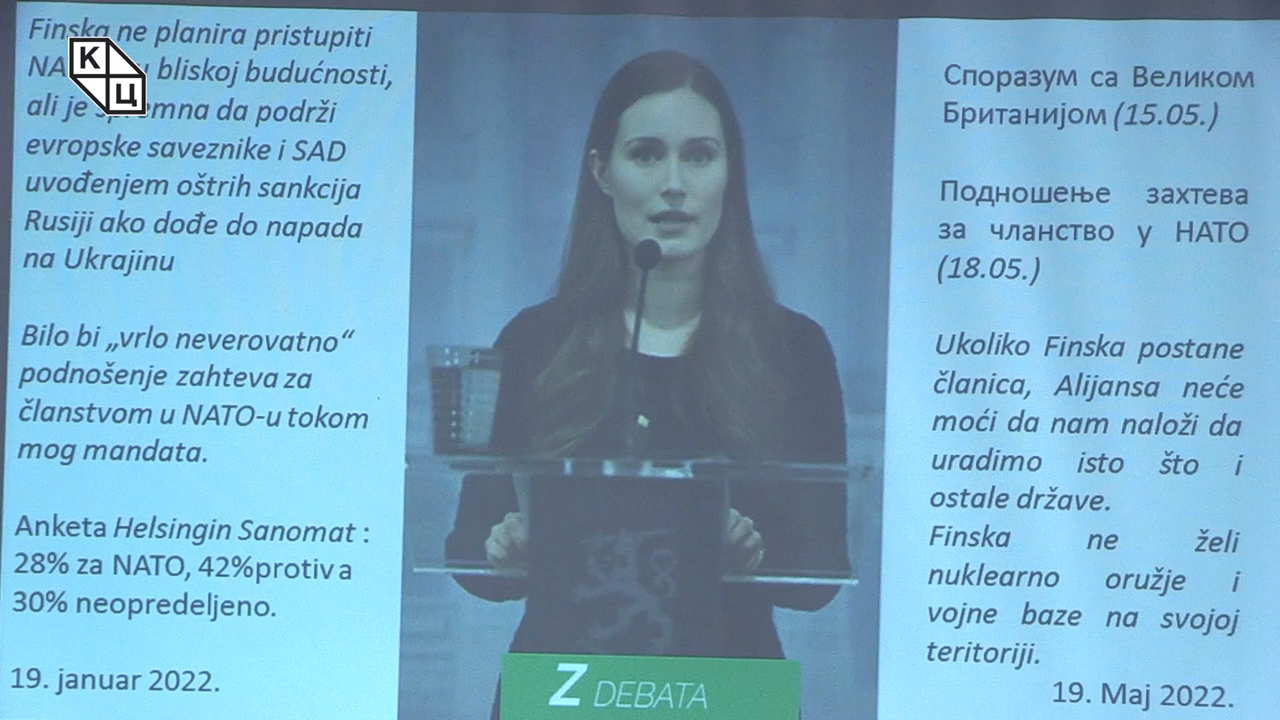 Finska ne planira pristupiti
bliskoj budućnosti,
ali je
da podrži
evropske saveznike i SAD
uvođenjem oštrih sankcija
Rusiji ako dođe do napada
na Ukrajinu
Bilo bi „vrlo neverovatno“
podnošenje zahteva za
članstvom u NATO-u tokom
mog mandata.
Anketa Helsingin Sanomat :
28% za NATO, 42%protiv a
30% neopredeljeno.
19. januar 2022.
К
Ц
Z DEBATA
Споразум са Великом
Британијом (15.05.)
Подношење захтева
за чланство у НАТО
(18.05.)
Ukoliko Finska postane
članica, Alijansa neće
moći da nam naloži da
uradimo isto što i
ostale države.
Finska ne želi
nuklearno oružje i
vojne baze na svojoj
teritoriji.
19. Мај 2022.